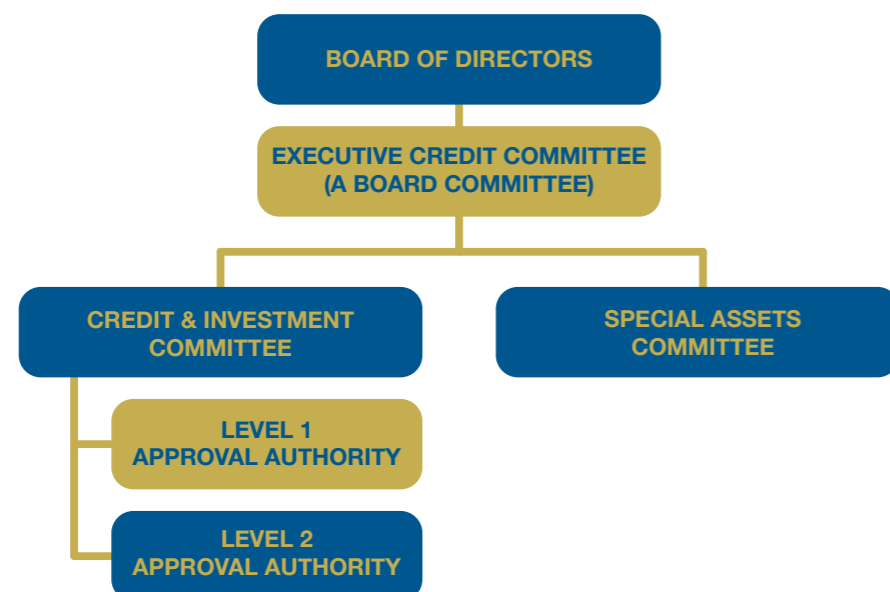 BOARD OF DIRECTORS
EXECUTIVE CREDIT COMMITTEE
(A BOARD COMMITTEE)
CREDIT & INVESTMENT
COMMITTEE
SPECIAL ASSETS
COMMITTEE
LEVEL 1
APPROVAL AUTHORITY
LEVEL 2
APPROVAL AUTHORITY